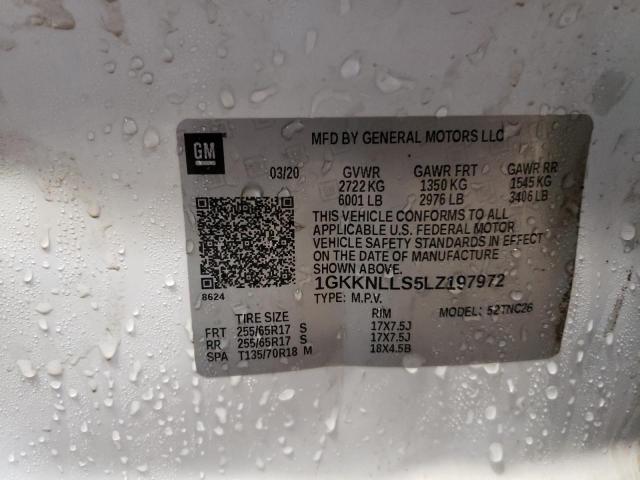 GM
MFD BY GENERAL MOTORS LLC
03/20 GVWR GAWR FRT GAWR RR
2722 KG 1350 KG 1545 KG
6001 LB 2976 LB 3406 LB
THIS VEHICLE CONFORMS TO ALL
APPLICABLE U.S. FEDERAL MOTOR
VEHICLE SAFETY STANDARDS IN EFFECT
ON THE DATE OF MANUFACTURE
SHOWN ABOVE.
8624
1GKKNLLS5LZ197972
TYPE: M.P.V. MODEL: 52TNC26
TIRE SIZE RIM
FRT 255/65R17 S 17X7.5J
RR 255/65R17 S 17X7.5J
SPA T135/70R18 M 18X4.5B